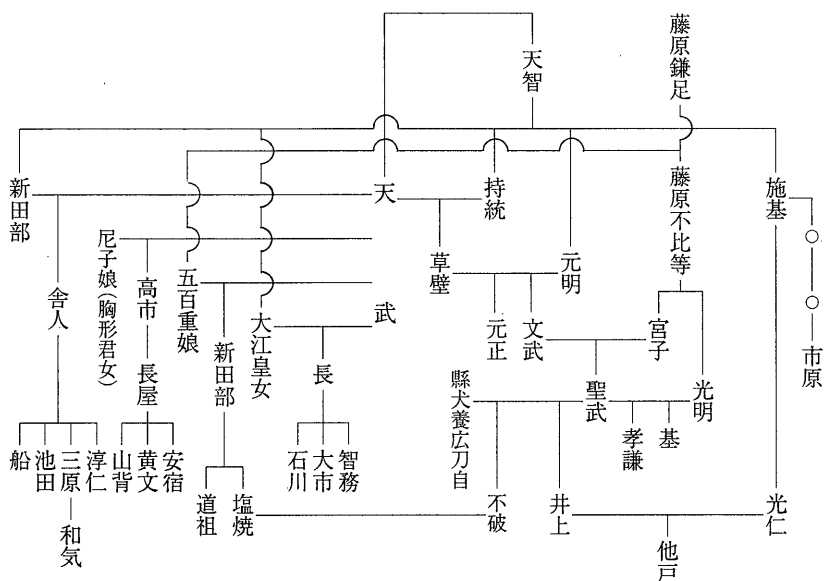 藤原鎌足
天智
施基
藤原不比等
元明
持統
天武
新田部
○
○
市原
草壁
尼子娘(胸形君女)
高市
五百重娘
大江皇女
舎人
宮子
光明
文武
元正
新田部
長
長屋
聖武
縣犬養広刀自
基
孝謙
智務
大市
石川
安宿
黄文
山背
淳仁
三原
和気
池田
船
光仁
井上
不破
塩焼
道祖
他戸